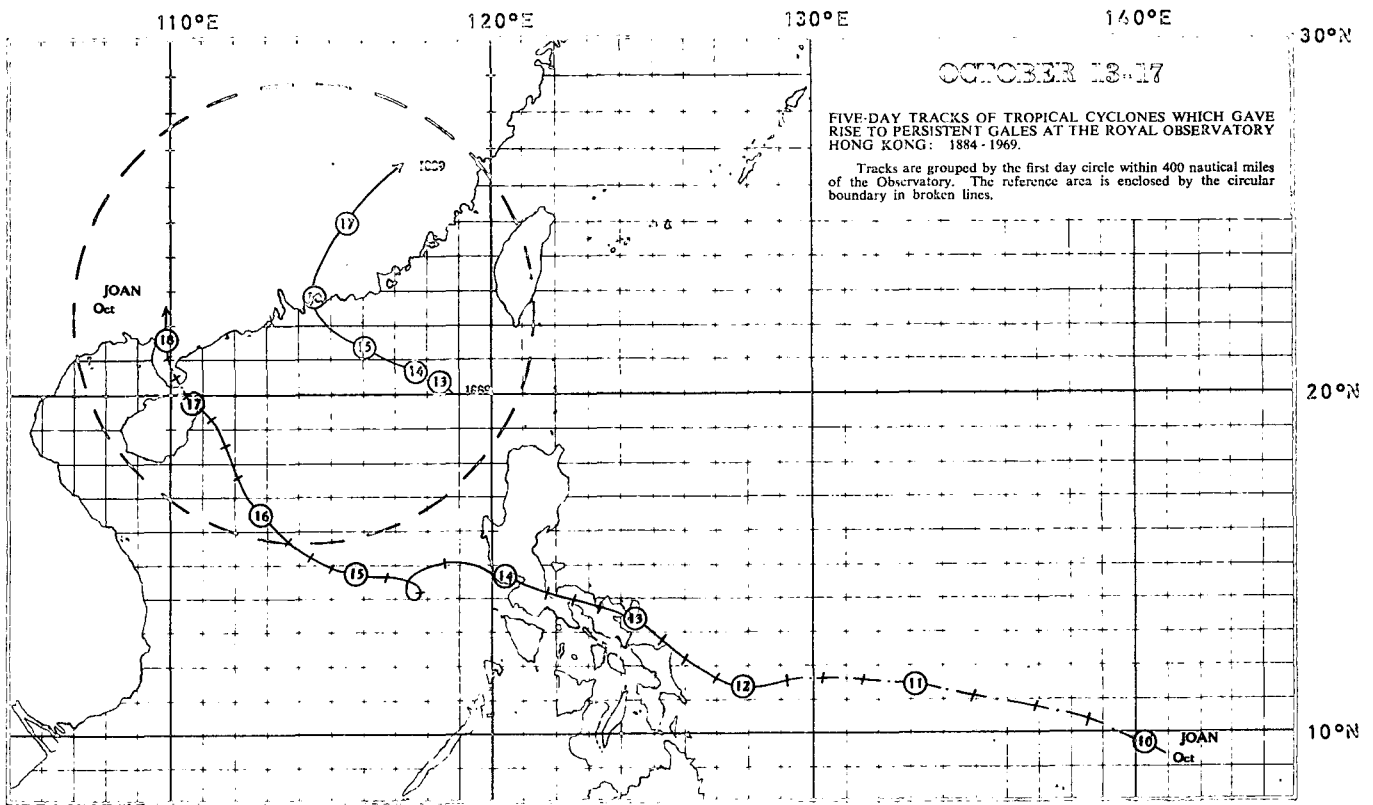 110°E 120°E 130°E 140°E
30°N
OCTOBER 13-17
FIVE-DAY TRACKS OF TROPICAL CYCLONES WHICH GAVE
RISE TO PERSISTENT GALES AT THE ROYAL OBSERVATORY
HONG KONG: 1884 - 1969.
Tracks are grouped by the first day circle within 400 nautical miles
of the Observatory. The reference area is enclosed by the circular
boundary in broken lines.
17
JOAN
Oct
18
15
14
13
20°N
17
16
15
14
13
12
11
10
JOAN
Oct
10°N